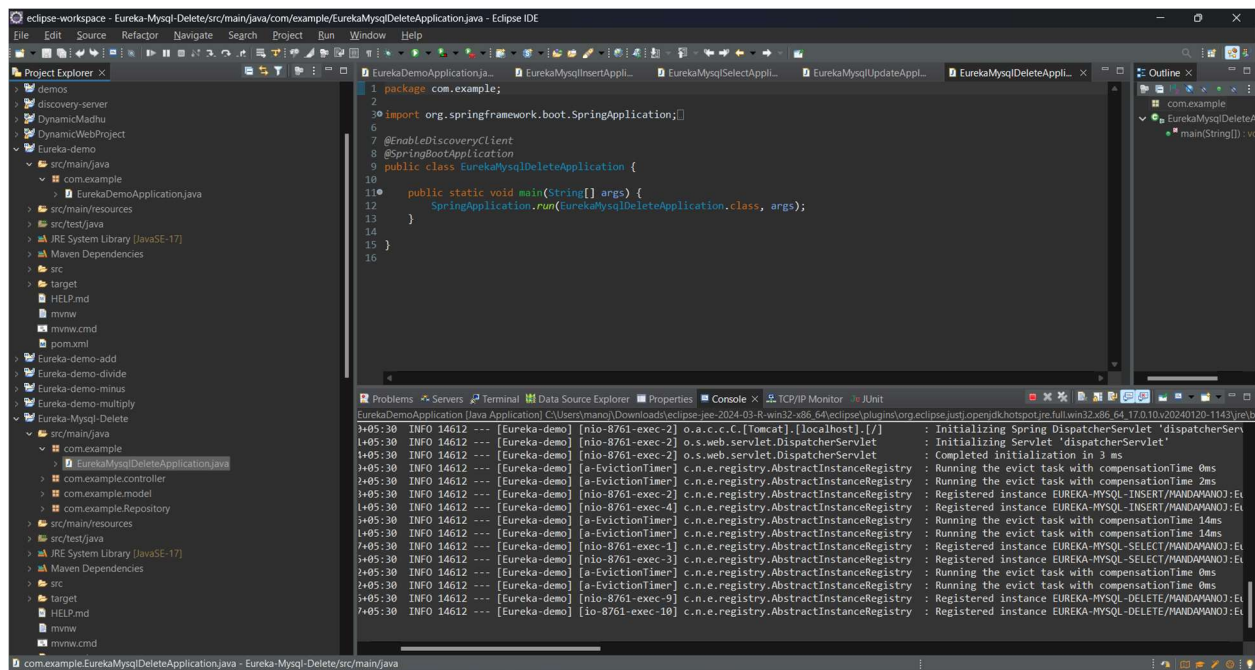 eclipse-workspace - Eureka-Mysql-Delete/src/main/java/com/example/EurekaMysqlDeleteApplication.java - Eclipse IDE
File Edit Source Refactor Navigate Search Project Run Window Help
Project Explorer
demos
discovery-server
DynamicMadhu
DynamicWebProject
Eureka-demo
src/main/java
com.example
EurekaDemoApplication.java
src/main/resources
src/test/java
JRE System Library [JavaSE-17]
Maven Dependencies
src
target
HELP.md
mvnw
mvnw.cmd
pom.xml
Eureka-demo-add
Eureka-demo-divide
Eureka-demo-minus
Eureka-demo-multiply
Eureka-Mysql-Delete
src/main/java
com.example
EurekaMysqlDeleteApplication.java
com.example.controller
com.example.model
com.example.Repository
src/main/resources
src/test/java
JRE System Library [JavaSE-17]
Maven Dependencies
src
target
HELP.md
mvnw
mvnw.cmd
EurekaDemoApplication.ja... EurekaMysqlInsertAppli... EurekaMysqlSelectAppli... EurekaMysqlUpdateAppl... EurekaMysqlDeleteAppli...
1 package com.example;
2
3 import org.springframework.boot.SpringApplication;
6
7 @EnableDiscoveryClient
8 @SpringBootApplication
9 public class EurekaMysqlDeleteApplication {
10
11 public static void main(String[] args) {
12 SpringApplication.run(EurekaMysqlDeleteApplication.class, args);
13 }
14
15 }
16
Outline
com.example
EurekaMysqlDeleteA
main(String[]) : vo
Problems Servers Terminal Data Source Explorer Properties Console TCP/IP Monitor JUnit
EurekaDemoApplication [Java Application] C:\Users\manoj\Downloads\eclipse-jee-2024-03-R-win32-x86_64\eclipse\plugins\org.eclipse.justj.openjdk.hotspot.jre.full.win32.x86_64_17.0.10.v20240120-1143\jre\b
+05:30 INFO 14612 --- [Eureka-demo] [nio-8761-exec-2] o.a.c.c.C.[Tomcat].[localhost].[/] : Initializing Spring DispatcherServlet 'dispatcherServ
+05:30 INFO 14612 --- [Eureka-demo] [nio-8761-exec-2] o.s.web.servlet.DispatcherServlet : Initializing Servlet 'dispatcherServlet'
+05:30 INFO 14612 --- [Eureka-demo] [nio-8761-exec-2] o.s.web.servlet.DispatcherServlet : Completed initialization in 3 ms
+05:30 INFO 14612 --- [Eureka-demo] [a-EvictionTimer] c.n.e.registry.AbstractInstanceRegistry : Running the evict task with compensationTime 0ms
+05:30 INFO 14612 --- [Eureka-demo] [a-EvictionTimer] c.n.e.registry.AbstractInstanceRegistry : Running the evict task with compensationTime 2ms
+05:30 INFO 14612 --- [Eureka-demo] [nio-8761-exec-2] c.n.e.registry.AbstractInstanceRegistry : Registered instance EUREKA-MYSQL-INSERT/MANDAMANOJ:Eu
+05:30 INFO 14612 --- [Eureka-demo] [nio-8761-exec-4] c.n.e.registry.AbstractInstanceRegistry : Registered instance EUREKA-MYSQL-INSERT/MANDAMANOJ:Eu
+05:30 INFO 14612 --- [Eureka-demo] [a-EvictionTimer] c.n.e.registry.AbstractInstanceRegistry : Running the evict task with compensationTime 14ms
+05:30 INFO 14612 --- [Eureka-demo] [a-EvictionTimer] c.n.e.registry.AbstractInstanceRegistry : Running the evict task with compensationTime 14ms
+05:30 INFO 14612 --- [Eureka-demo] [nio-8761-exec-1] c.n.e.registry.AbstractInstanceRegistry : Registered instance EUREKA-MYSQL-SELECT/MANDAMANOJ:Eu
+05:30 INFO 14612 --- [Eureka-demo] [nio-8761-exec-3] c.n.e.registry.AbstractInstanceRegistry : Registered instance EUREKA-MYSQL-SELECT/MANDAMANOJ:Eu
+05:30 INFO 14612 --- [Eureka-demo] [a-EvictionTimer] c.n.e.registry.AbstractInstanceRegistry : Running the evict task with compensationTime 0ms
+05:30 INFO 14612 --- [Eureka-demo] [a-EvictionTimer] c.n.e.registry.AbstractInstanceRegistry : Running the evict task with compensationTime 0ms
+05:30 INFO 14612 --- [Eureka-demo] [nio-8761-exec-9] c.n.e.registry.AbstractInstanceRegistry : Registered instance EUREKA-MYSQL-DELETE/MANDAMANOJ:Eu
+05:30 INFO 14612 --- [Eureka-demo] [io-8761-exec-10] c.n.e.registry.AbstractInstanceRegistry : Registered instance EUREKA-MYSQL-DELETE/MANDAMANOJ:Eu
com.example.EurekaMysqlDeleteApplication.java - Eureka-Mysql-Delete/src/main/java